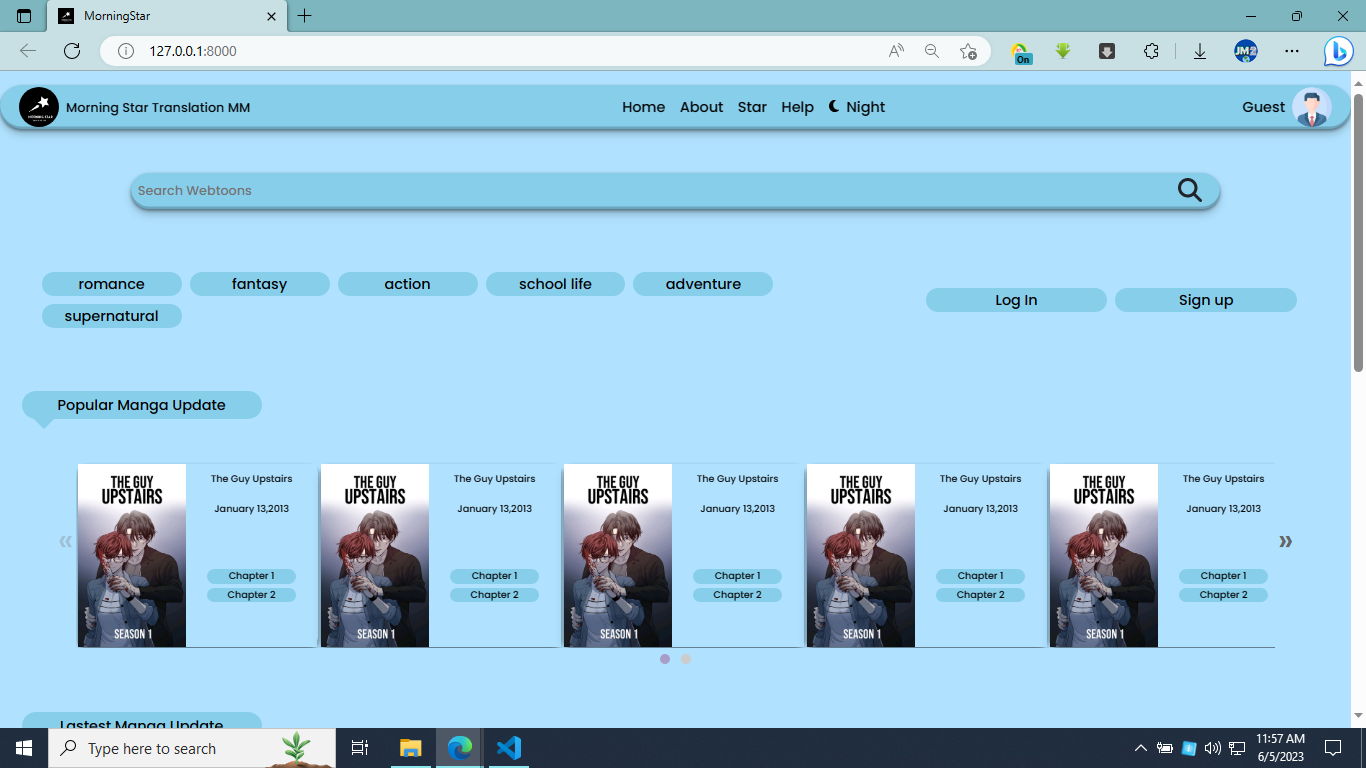 MorningStar
127.0.0.1:8000
On
JM2
Morning Star Translation MM
Home About Star Help Night
Guest
Search Webtoons
romance fantasy action school life adventure
supernatural
Log In Sign up
Popular Manga Update
THE GUY
UPSTAIRS
SEASON 1
The Guy Upstairs
January 13,2013
Chapter 1
Chapter 2
THE GUY
UPSTAIRS
SEASON 1
The Guy Upstairs
January 13,2013
Chapter 1
Chapter 2
THE GUY
UPSTAIRS
SEASON 1
The Guy Upstairs
January 13,2013
Chapter 1
Chapter 2
THE GUY
UPSTAIRS
SEASON 1
The Guy Upstairs
January 13,2013
Chapter 1
Chapter 2
THE GUY
UPSTAIRS
SEASON 1
The Guy Upstairs
January 13,2013
Chapter 1
Chapter 2
Lastest Manga Update
Type here to search
11:57 AM
6/5/2023